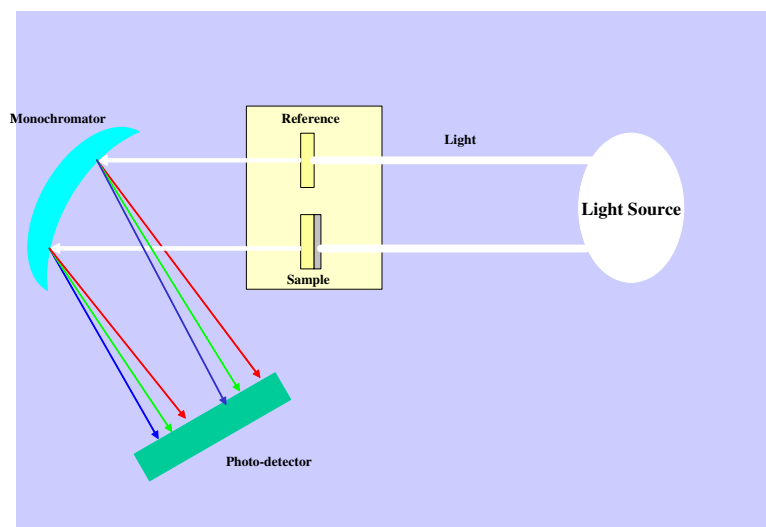 Monochromator
Reference
Light
Light Source
Sample
Photo-detector